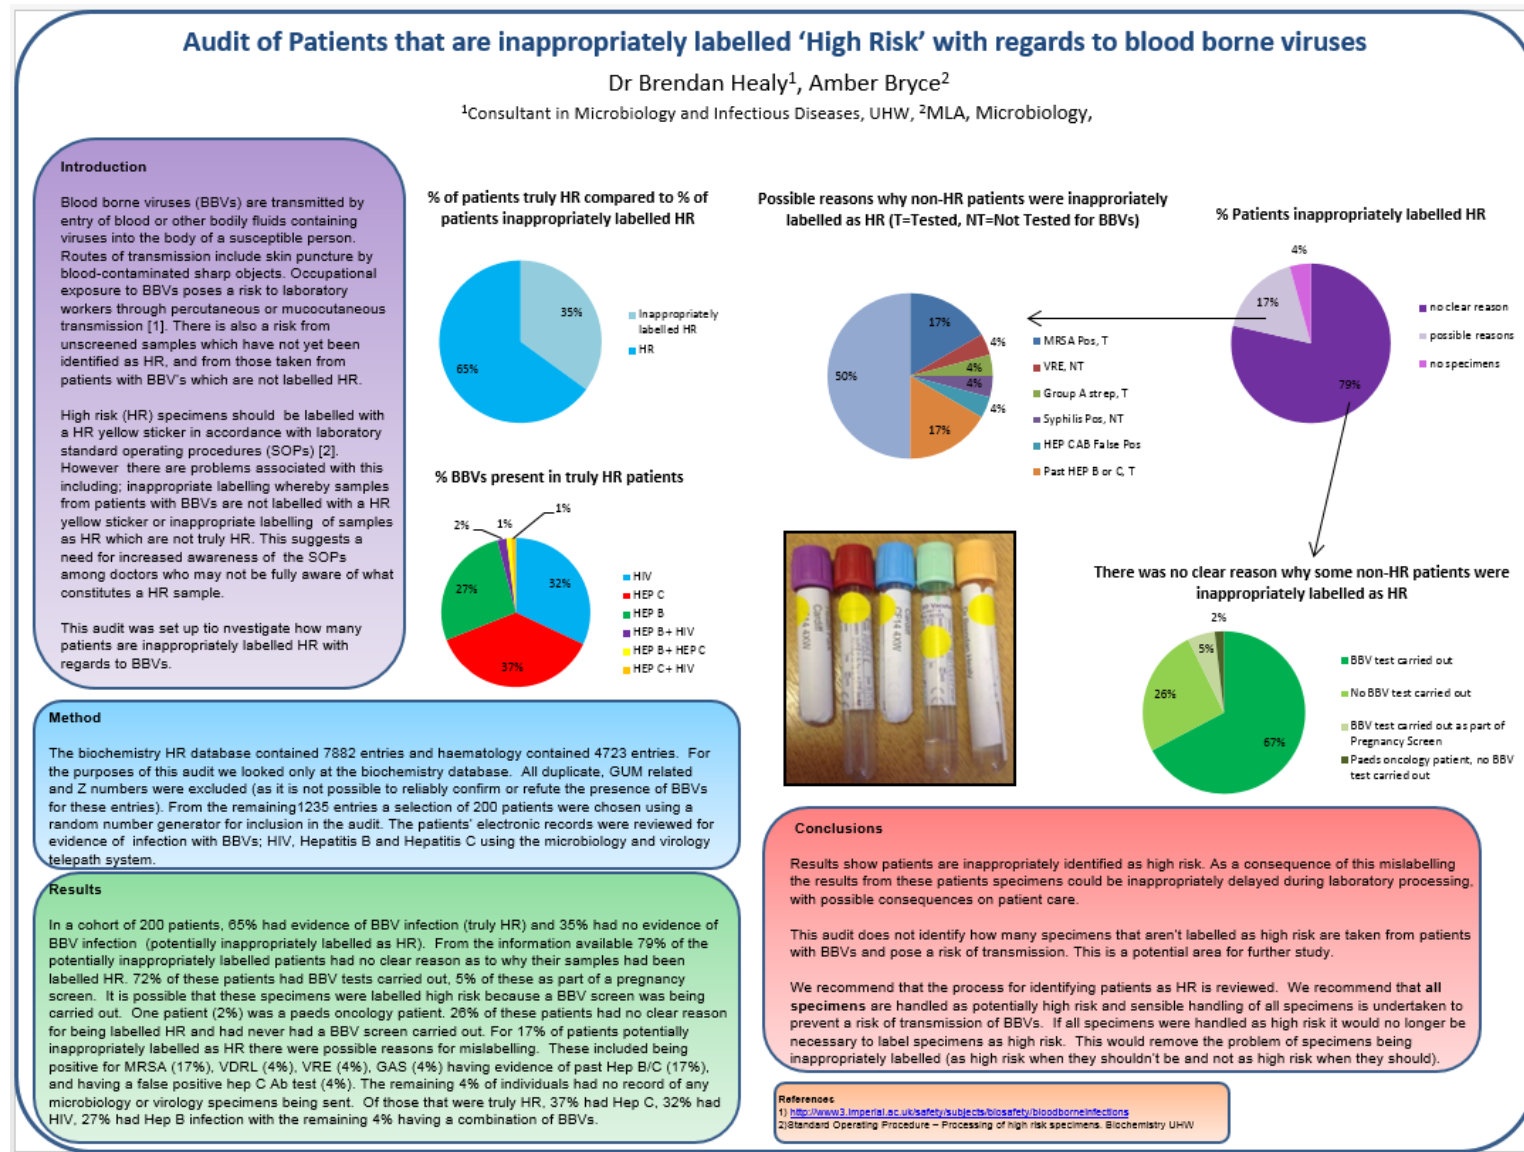 Audit of Patients that are inappropriately labelled 'High Risk' with regards to blood borne viruses
Dr Brendan Healy1, Amber Bryce2
1Consultant in Microbiology and Infectious Diseases, UHW, 2MLA, Microbiology,
Introduction
Blood borne viruses (BBVs) are transmitted by
entry of blood or other bodily fluids containing
viruses into the body of a susceptible person.
Routes of transmission include skin puncture by
blood-contaminated sharp objects. Occupational
exposure to BBVs poses a risk to laboratory
workers through percutaneous or mucocutaneous
transmission [1]. There is also a risk from
unscreened samples which have not yet been
identified as HR, and from those taken from
patients with BBV's which are not labelled HR.
High risk (HR) specimens should be labelled with
a HR yellow sticker in accordance with laboratory
standard operating procedures (SOPs) [2].
However there are problems associated with this
including; inappropriate labelling whereby samples
from patients with BBVs are not labelled with a HR
yellow sticker or inappropriate labelling of samples
as HR which are not truly HR. This suggests a
need for increased awareness of the SOPs
among doctors who may not be fully aware of what
constitutes a HR sample.
This audit was set up tio nvestigate how many
patients are inappropriately labelled HR with
regards to BBVs.
% of patients truly HR compared to % of
patients inappropriately labelled HR
35%
65%
Inappropriately
labelled HR
HR
% BBVs present in truly HR patients
2%
1%
1%
27%
32%
37%
HIV
HEP C
HEP B
HEP B+ HIV
HEP B+ HEP C
HEP C+ HIV
Possible reasons why non-HR patients were inapproriately
labelled as HR (T=Tested, NT=Not Tested for BBVs)
17%
4%
4%
4%
4%
17%
50%
MRSA Pos, T
VRE, NT
Group A strep, T
Syphilis Pos, NT
HEP C AB False Pos
Past HEP B or C, T
% Patients inappropriately labelled HR
4%
17%
79%
no clear reason
possible reasons
no specimens
Cardiff
CF14 4XW
Cardiff
CF14 4XW
There was no clear reason why some non-HR patients were
inappropriately labelled as HR
2%
5%
26%
67%
BBV test carried out
No BBV test carried out
BBV test carried out as part of
Pregnancy Screen
Paeds oncology patient, no BBV
test carried out
Method
The biochemistry HR database contained 7882 entries and haematology contained 4723 entries. For
the purposes of this audit we looked only at the biochemistry database. All duplicate, GUM related
and Z numbers were excluded (as it is not possible to reliably confirm or refute the presence of BBVs
for these entries). From the remaining1235 entries a selection of 200 patients were chosen using a
random number generator for inclusion in the audit. The patients' electronic records were reviewed for
evidence of infection with BBVs; HIV, Hepatitis B and Hepatitis C using the microbiology and virology
telepath system.
Results
In a cohort of 200 patients, 65% had evidence of BBV infection (truly HR) and 35% had no evidence of
BBV infection (potentially inappropriately labelled as HR). From the information available 79% of the
potentially inappropriately labelled patients had no clear reason as to why their samples had been
labelled HR. 72% of these patients had BBV tests carried out, 5% of these as part of a pregnancy
screen. It is possible that these specimens were labelled high risk because a BBV screen was being
carried out. One patient (2%) was a paeds oncology patient. 26% of these patients had no clear reason
for being labelled HR and had never had a BBV screen carried out. For 17% of patients potentially
inappropriately labelled as HR there were possible reasons for mislabelling. These included being
positive for MRSA (17%), VDRL (4%), VRE (4%), GAS (4%) having evidence of past Hep B/C (17%),
and having a false positive hep C Ab test (4%). The remaining 4% of individuals had no record of any
microbiology or virology specimens being sent. Of those that were truly HR, 37% had Hep C, 32% had
HIV, 27% had Hep B infection with the remaining 4% having a combination of BBVs.
Conclusions
Results show patients are inappropriately identified as high risk. As a consequence of this mislabelling
the results from these patients specimens could be inappropriately delayed during laboratory processing,
with possible consequences on patient care.
This audit does not identify how many specimens that aren't labelled as high risk are taken from patients
with BBVs and pose a risk of transmission. This is a potential area for further study.
We recommend that the process for identifying patients as HR is reviewed. We recommend that all
specimens are handled as potentially high risk and sensible handling of all specimens is undertaken to
prevent a risk of transmission of BBVs. If all specimens were handled as high risk it would no longer be
necessary to label specimens as high risk. This would remove the problem of specimens being
inappropriately labelled (as high risk when they shouldn't be and not as high risk when they should).
References
1) http://www3.imperial.ac.uk/safety/subjects/biosafety/bloodborneinfections
2)Standard Operating Procedure – Processing of high risk specimens. Biochemistry UHW